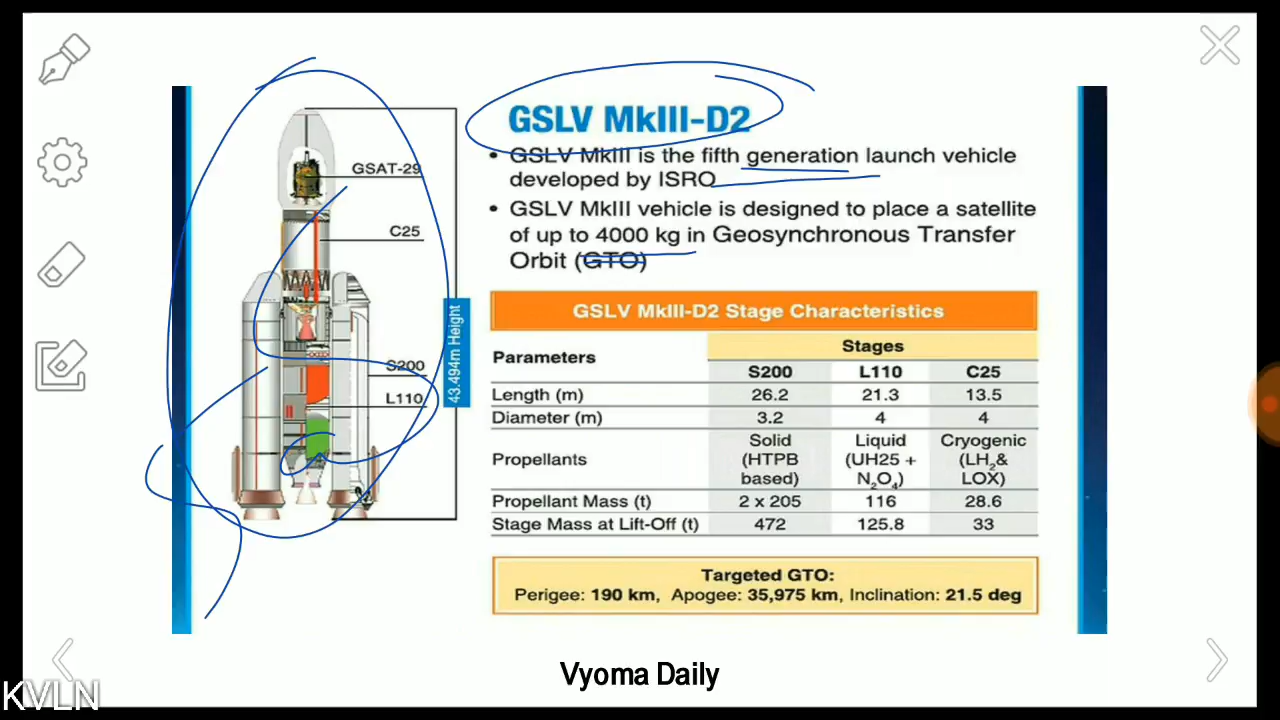 GSLV MkIII-D2
• GSLV MkIII is the fifth generation launch vehicle
developed by ISRO
• GSLV MkIII vehicle is designed to place a satellite
of up to 4000 kg in Geosynchronous Transfer
Orbit (GTO)
GSAT-29
C25
S200
L110
43.494m Height
GSLV MkIII-D2 Stage Characteristics
Parameters Stages
S200 L110 C25
Length (m) 26.2 21.3 13.5
Diameter (m) 3.2 4 4
Propellants Solid (HTPB based) Liquid (UH25 + N₂O₄) Cryogenic (LH₂& LOX)
Propellant Mass (t) 2 x 205 116 28.6
Stage Mass at Lift-Off (t) 472 125.8 33
Targeted GTO:
Perigee: 190 km, Apogee: 35,975 km, Inclination: 21.5 deg
Vyoma Daily
KVLN